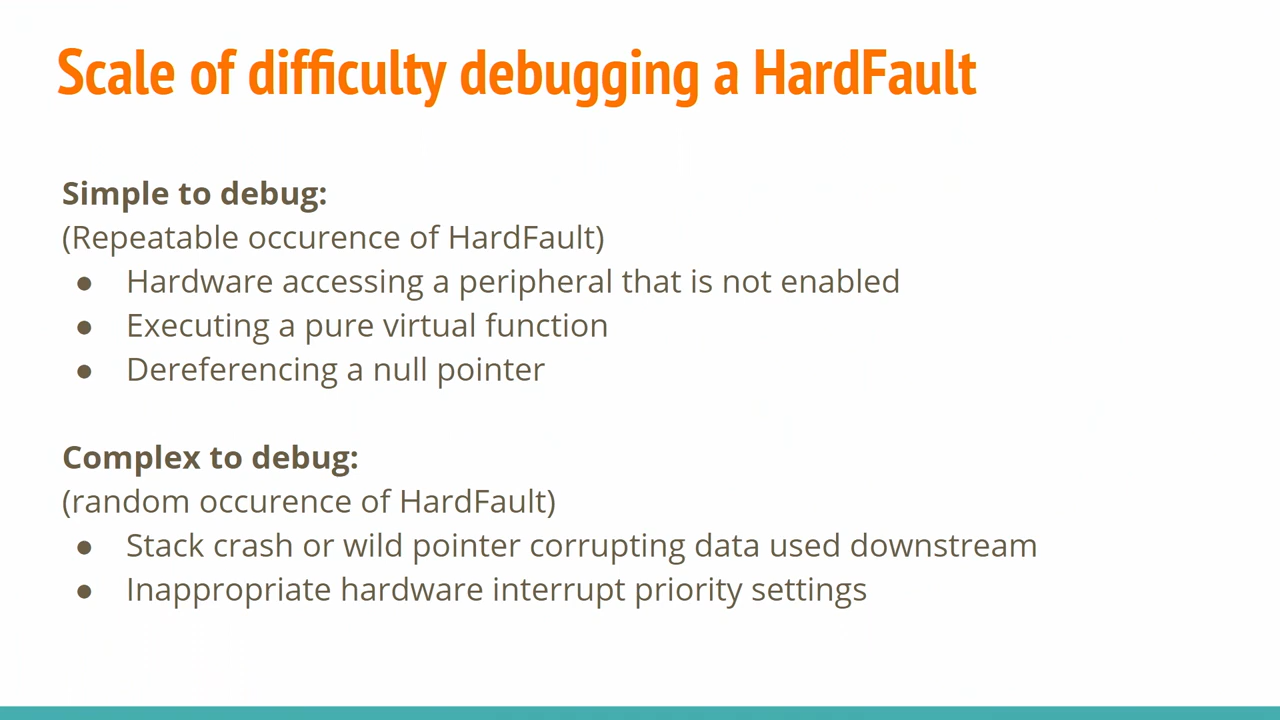 Scale of difficulty debugging a HardFault
Simple to debug:
(Repeatable occurence of HardFault)
● Hardware accessing a peripheral that is not enabled
● Executing a pure virtual function
● Dereferencing a null pointer
Complex to debug:
(random occurence of HardFault)
● Stack crash or wild pointer corrupting data used downstream
● Inappropriate hardware interrupt priority settings